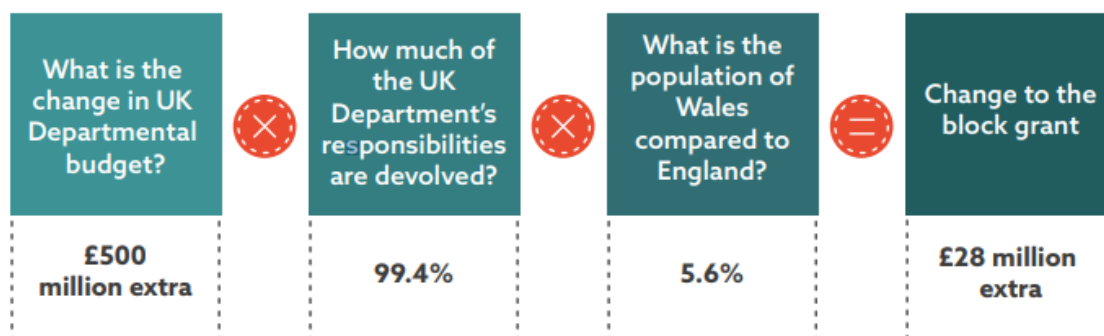 What is the
change in UK
Departmental
budget?
×
How much of
the UK
Department's
responsibilities
are devolved?
×
What is the
population of
Wales
compared to
England?
=
Change to the
block grant
£500
million extra
99.4%
5.6%
£28 million
extra